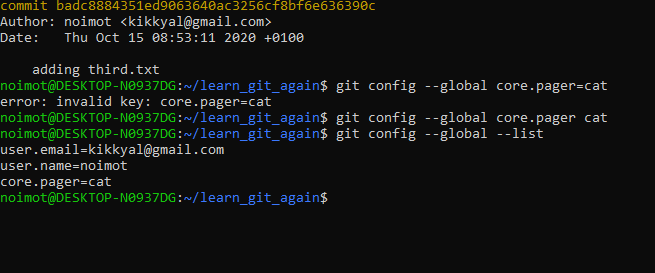 commit badc8884351ed9063640ac3256cf8bf6e636390c
Author: noimot <kikkyal@gmail.com>
Date:   Thu Oct 15 08:53:11 2020 +0100
    adding third.txt
noimot@DESKTOP-N0937DG:~/learn_git_again$ git config --global core.pager=cat
error: invalid key: core.pager=cat
noimot@DESKTOP-N0937DG:~/learn_git_again$ git config --global core.pager cat
noimot@DESKTOP-N0937DG:~/learn_git_again$ git config --global --list
user.email=kikkyal@gmail.com
user.name=noimot
core.pager=cat
noimot@DESKTOP-N0937DG:~/learn_git_again$